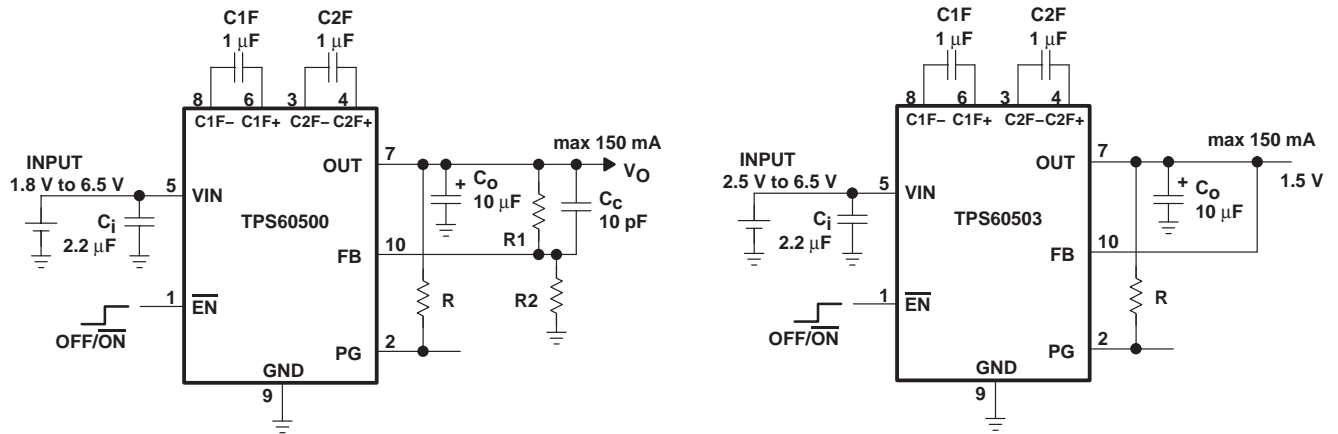 C1F
1 μF
C2F
1 μF
8
6
3
4
C1F−
C1F+
C2F−
C2F+
max 150 mA
7
OUT
VO
INPUT
1.8 V to 6.5 V
5
VIN
+
Co
10 μF
Cc
10 pF
Ci
2.2 μF
TPS60500
R1
10
FB
R
R2
1
EN
OFF/ON
2
PG
GND
9
C1F
1 μF
C2F
1 μF
8
6
3
4
C1F−
C1F+
C2F−
C2F+
max 150 mA
7
OUT
1.5 V
INPUT
2.5 V to 6.5 V
5
VIN
+
Co
10 μF
Ci
2.2 μF
TPS60503
10
FB
R
1
EN
OFF/ON
2
PG
GND
9